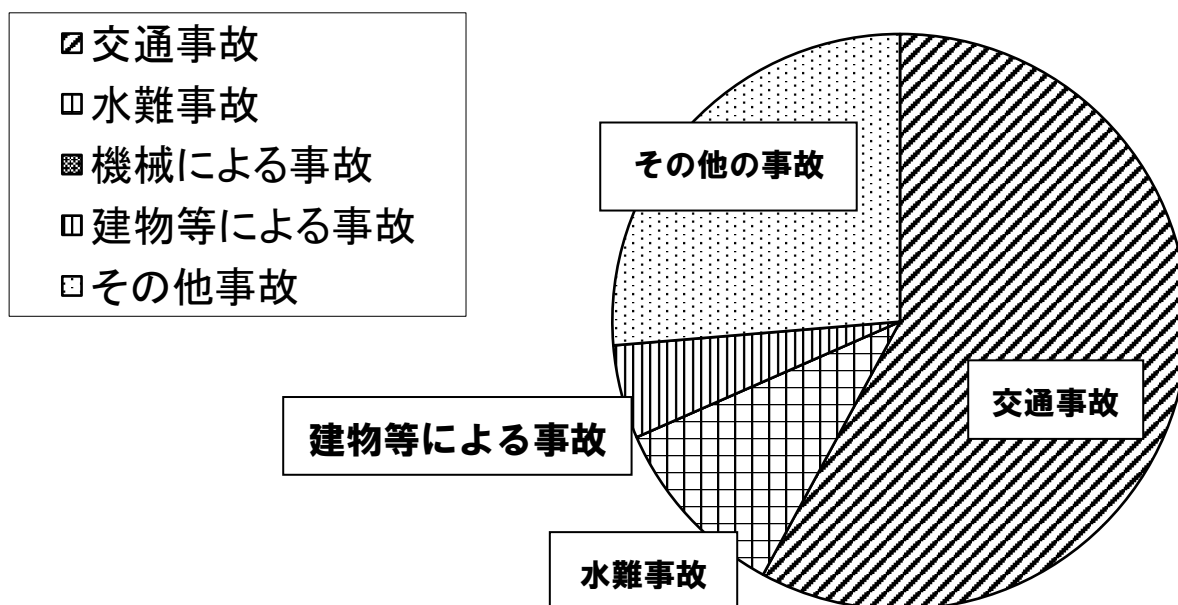 交通事故
水難事故
機械による事故
建物等による事故
その他事故
その他の事故
交通事故
建物等による事故
水難事故